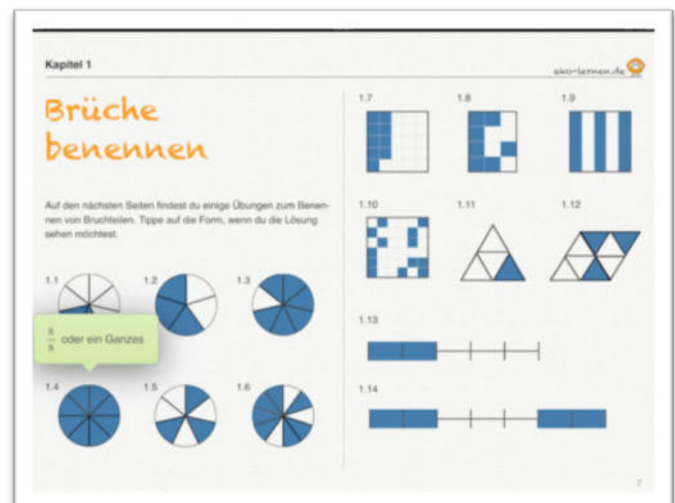 Kapitel 1
ako-lernen.de
Brüche
benennen
Auf den nächsten Seiten findest du einige Übungen zum Benen-
nen von Bruchteilen. Tippe auf die Form, wenn du die Lösung
sehen möchtest.
1.1 1.2 1.3
8/8 oder ein Ganzes
1.4 1.5 1.6
1.7 1.8 1.9
1.10 1.11 1.12
1.13
1.14
7